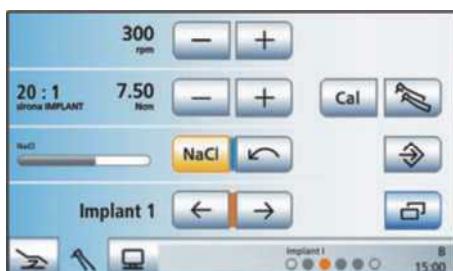 300
rpm
20 : 1 7.50
sirona IMPLANT Ncm
Cal
NaCl
NaCl
Implant 1
Implant I
8
15:00